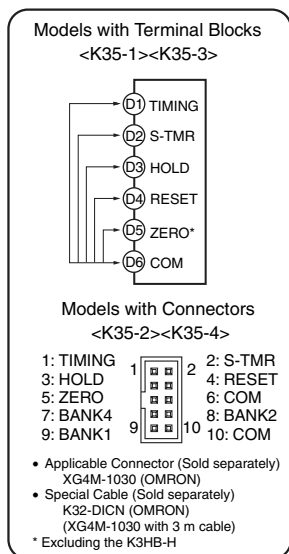 Models with Terminal Blocks
<K35-1><K35-3>
D1 TIMING
D2 S-TMR
D3 HOLD
D4 RESET
D5 ZERO*
D6 COM
Models with Connectors
<K35-2><K35-4>
1: TIMING 1 2 2: S-TMR
3: HOLD 4: RESET
5: ZERO 6: COM
7: BANK4 8: BANK2
9: BANK1 9 10 10: COM
• Applicable Connector (Sold separately)
XG4M-1030 (OMRON)
• Special Cable (Sold separately)
K32-DICN (OMRON)
(XG4M-1030 with 3 m cable)
* Excluding the K3HB-H